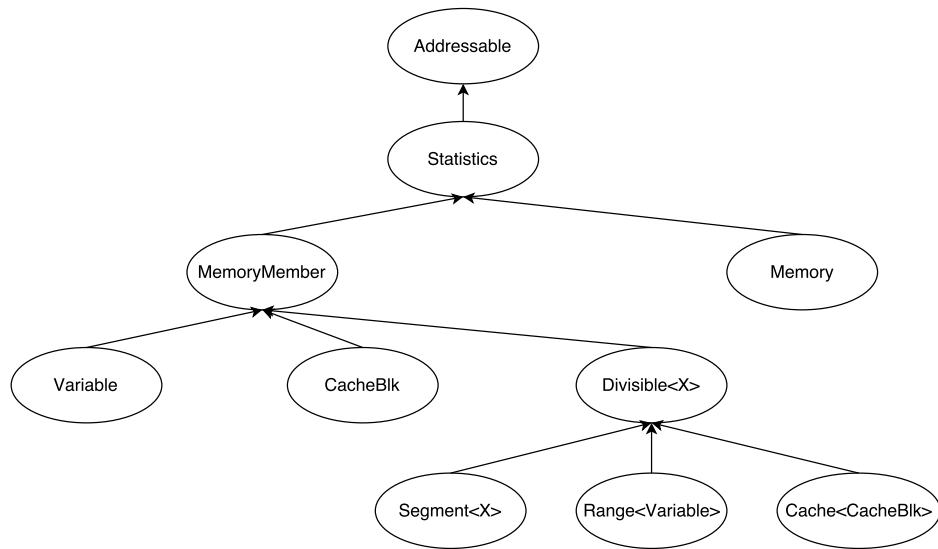 Addressable
Statistics
MemoryMember
Memory
Variable
CacheBlk
Divisible<X>
Segment<X>
Range<Variable>
Cache<CacheBlk>